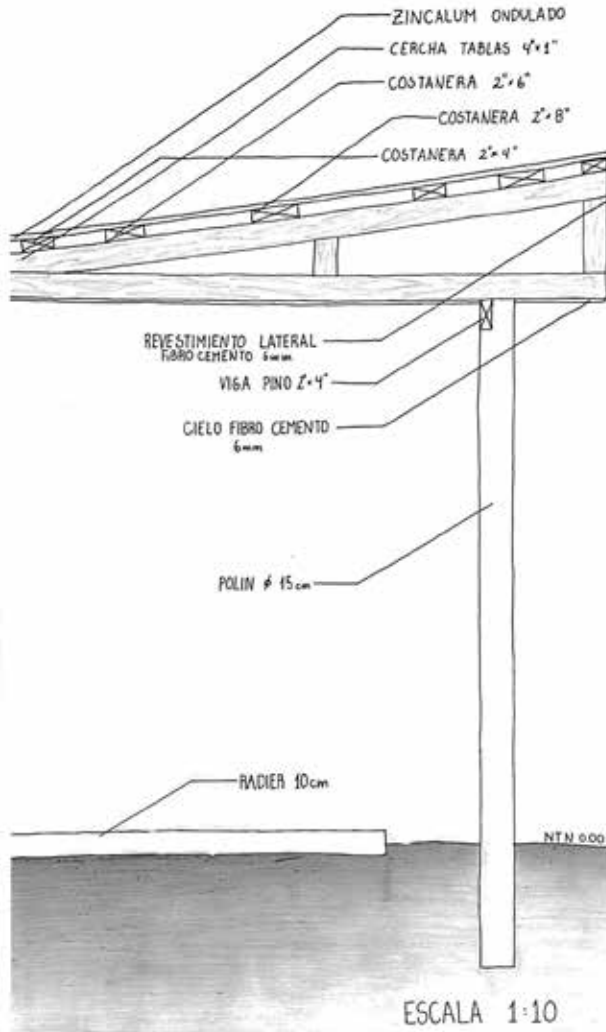 ZINCALUM ONDULADO
CERCHA TABLAS 4"x1"
COSTANERA 2"x6"
COSTANERA 2"x8"
COSTANERA 2"x4"
REVESTIMIENTO LATERAL
FIBRO CEMENTO 6mm
VIGA PINO 2"x4"
CIELO FIBRO CEMENTO
6mm
POLIN ϕ 15cm
RADIER 10cm
NTN 0.00
ESCALA 1:10